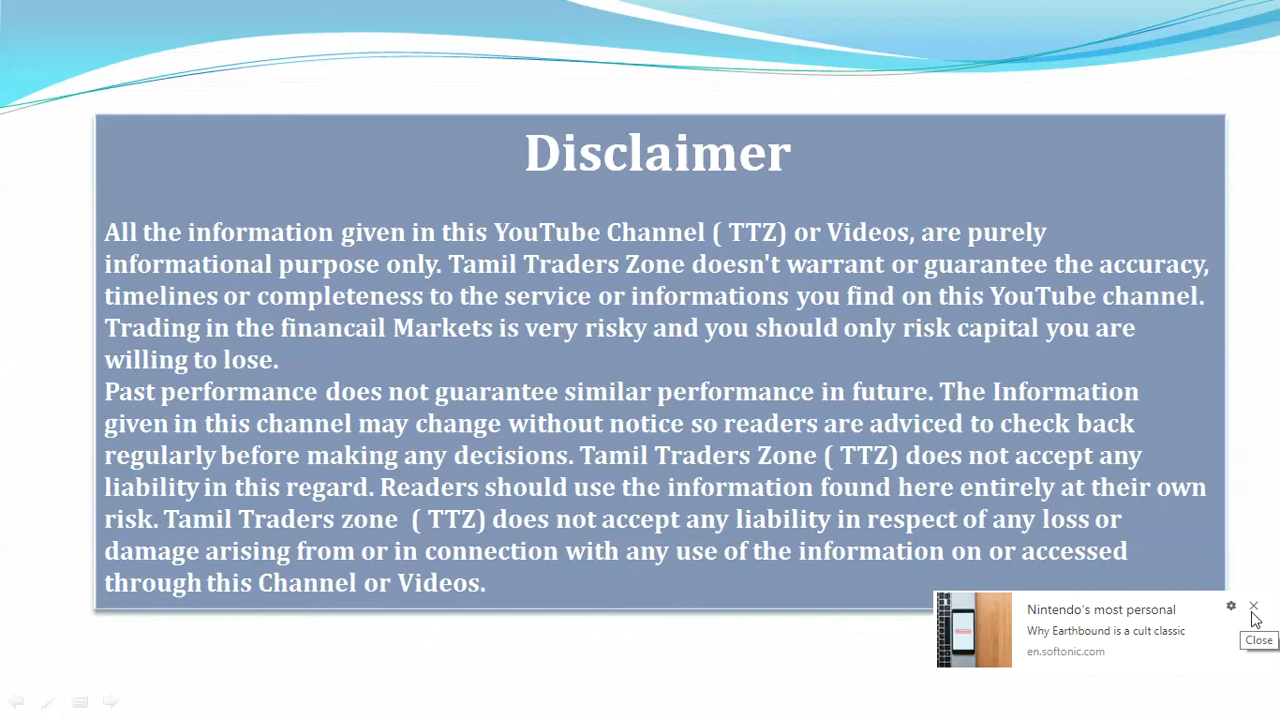 Disclaimer
All the information given in this YouTube Channel ( TTZ) or Videos, are purely
informational purpose only. Tamil Traders Zone doesn't warrant or guarantee the accuracy,
timelines or completeness to the service or informations you find on this YouTube channel.
Trading in the financail Markets is very risky and you should only risk capital you are
willing to lose.
Past performance does not guarantee similar performance in future. The Information
given in this channel may change without notice so readers are adviced to check back
regularly before making any decisions. Tamil Traders Zone ( TTZ) does not accept any
liability in this regard. Readers should use the information found here entirely at their own
risk. Tamil Traders zone  ( TTZ) does not accept any liability in respect of any loss or
damage arising from or in connection with any use of the information on or accessed
through this Channel or Videos.
Nintendo's most personal
Why Earthbound is a cult classic
en.softonic.com
Close